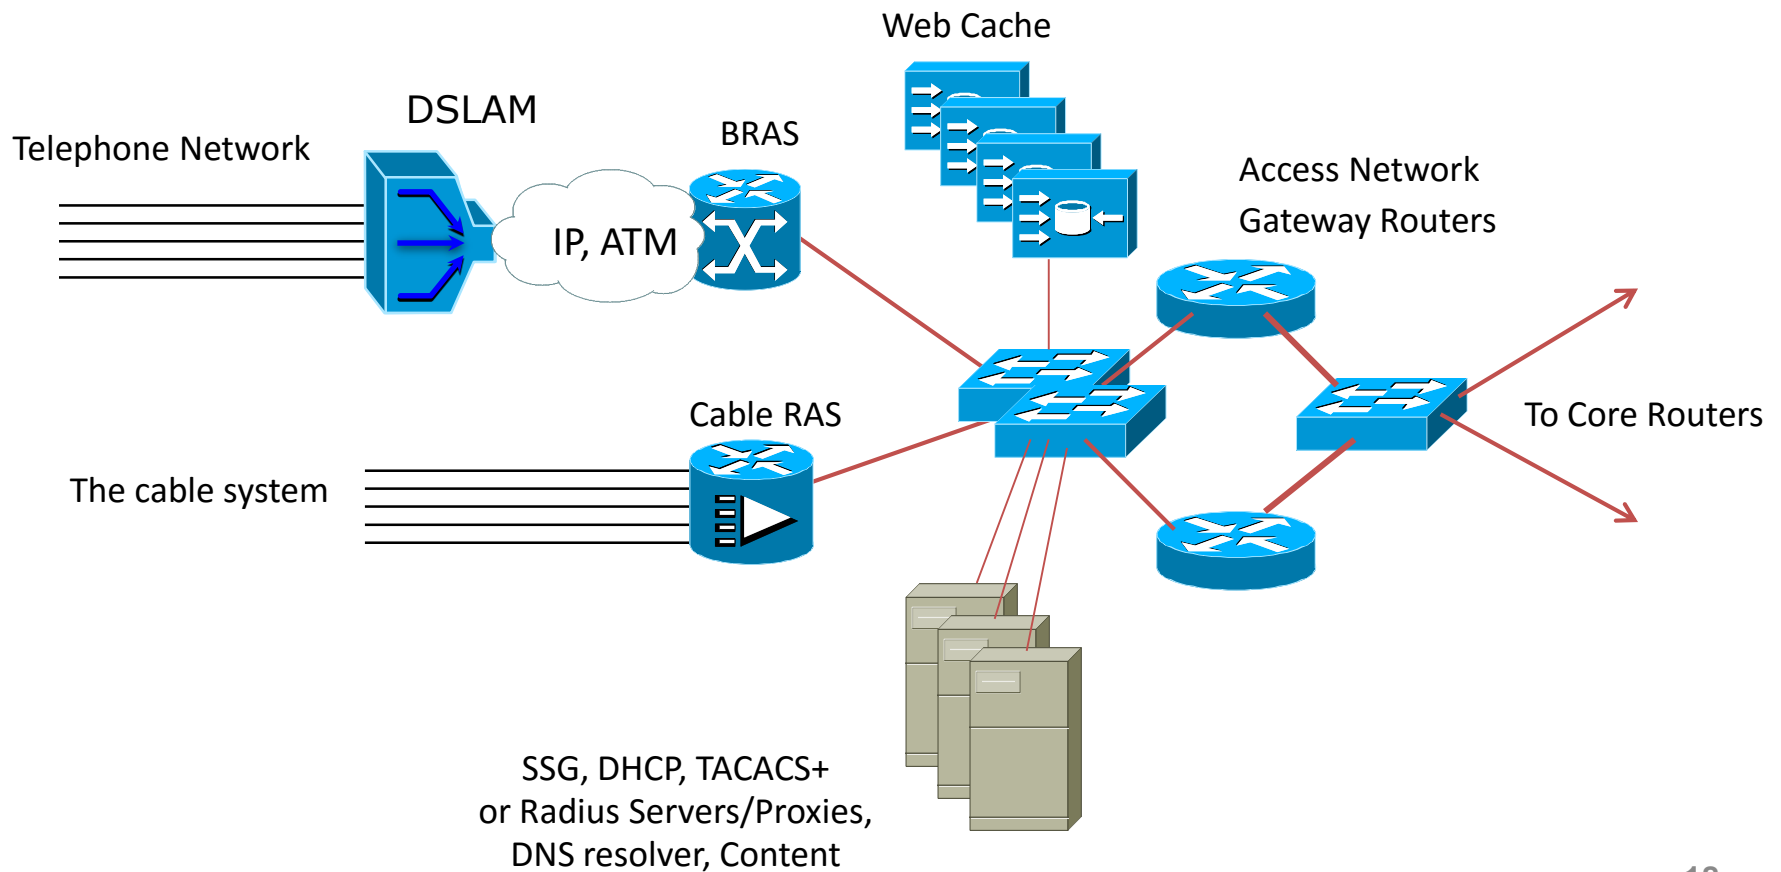 Web Cache
DSLAM
BRAS
Telephone Network
Access Network
Gateway Routers
IP, ATM
Cable RAS
To Core Routers
The cable system
SSG, DHCP, TACACS+
or Radius Servers/Proxies,
DNS resolver, Content